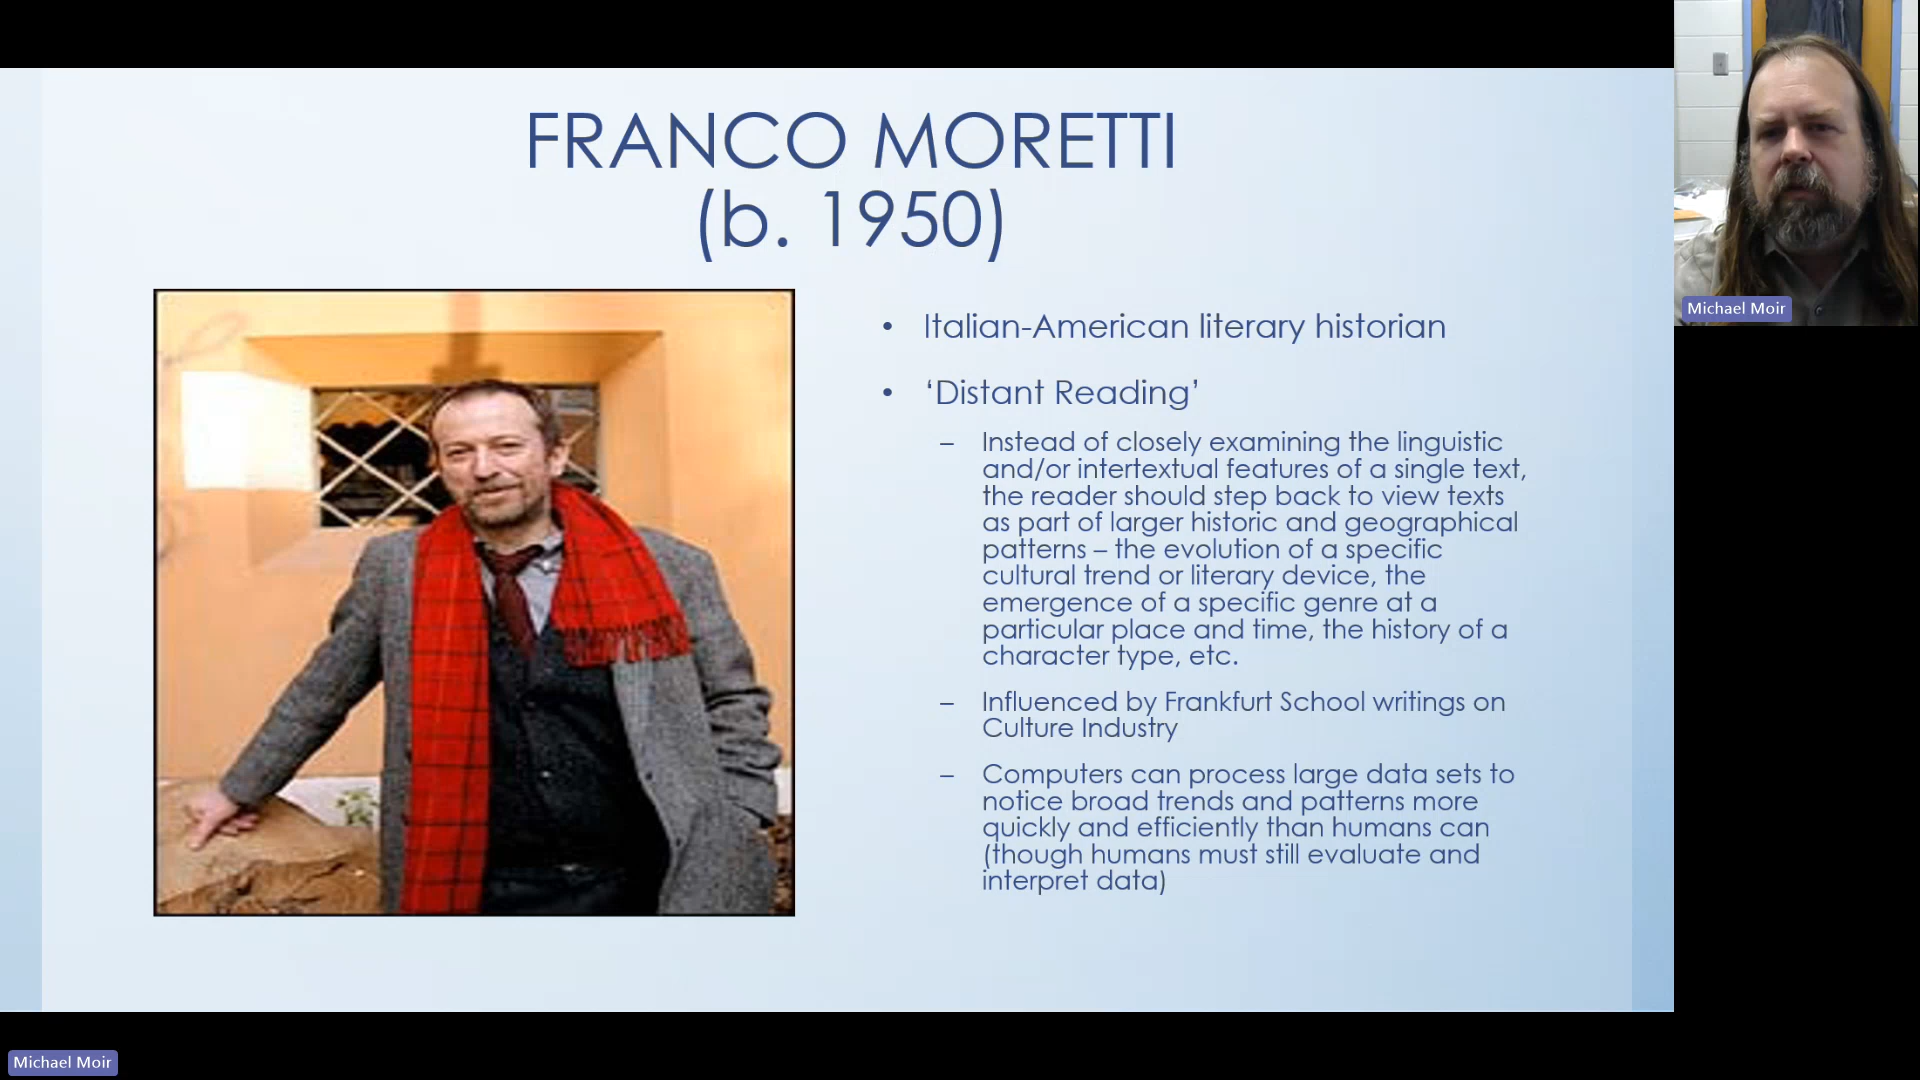 FRANCO MORETTI
(b. 1950)
• Italian-American literary historian
• ‘Distant Reading’
– Instead of closely examining the linguistic
and/or intertextual features of a single text,
the reader should step back to view texts
as part of larger historic and geographical
patterns – the evolution of a specific
cultural trend or literary device, the
emergence of a specific genre at a
particular place and time, the history of a
character type, etc.
– Influenced by Frankfurt School writings on
Culture Industry
– Computers can process large data sets to
notice broad trends and patterns more
quickly and efficiently than humans can
(though humans must still evaluate and
interpret data)
Michael Moir
Michael Moir